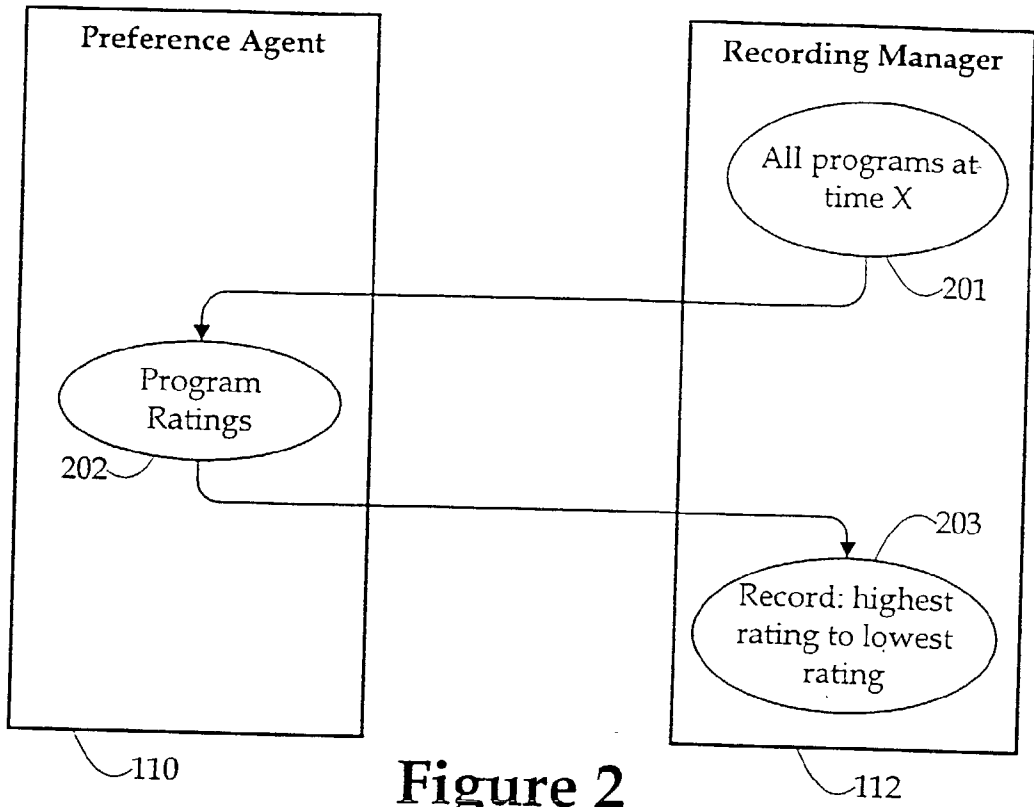 Preference Agent
Recording Manager
All programs at
time X
201
Program
Ratings
202
203
Record: highest
rating to lowest
rating
110
112
Figure 2